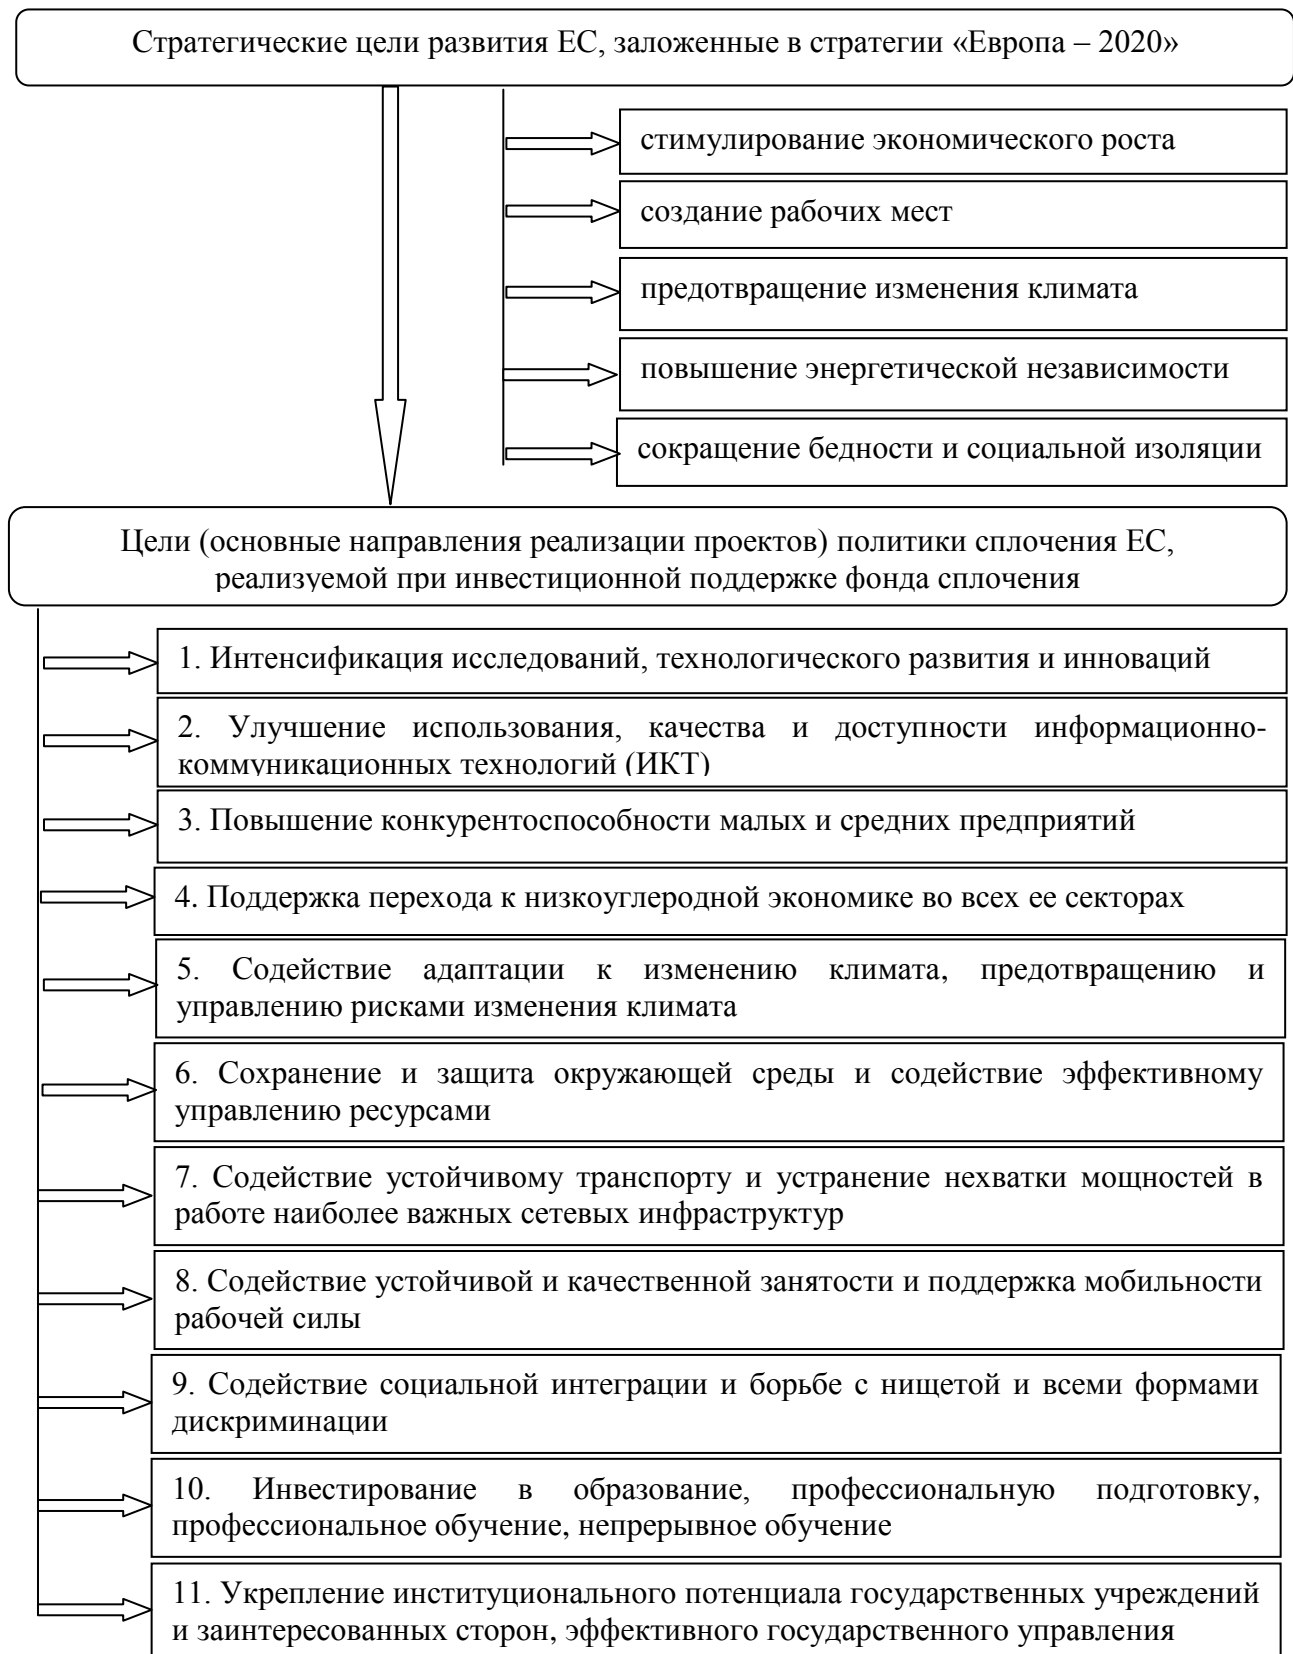 Стратегические цели развития ЕС, заложенные в стратегии «Европа – 2020»
стимулирование экономического роста
создание рабочих мест
предотвращение изменения климата
повышение энергетической независимости
сокращение бедности и социальной изоляции
Цели (основные направления реализации проектов) политики сплочения ЕС,
реализуемой при инвестиционной поддержке фонда сплочения
1. Интенсификация исследований, технологического развития и инноваций
2. Улучшение использования, качества и доступности информационно-
коммуникационных технологий (ИКТ)
3. Повышение конкурентоспособности малых и средних предприятий
4. Поддержка перехода к низкоуглеродной экономике во всех ее секторах
5. Содействие адаптации к изменению климата, предотвращению и
управлению рисками изменения климата
6. Сохранение и защита окружающей среды и содействие эффективному
управлению ресурсами
7. Содействие устойчивому транспорту и устранение нехватки мощностей в
работе наиболее важных сетевых инфраструктур
8. Содействие устойчивой и качественной занятости и поддержка мобильности
рабочей силы
9. Содействие социальной интеграции и борьбе с нищетой и всеми формами
дискриминации
10. Инвестирование в образование, профессиональную подготовку,
профессиональное обучение, непрерывное обучение
11. Укрепление институционального потенциала государственных учреждений
и заинтересованных сторон, эффективного государственного управления